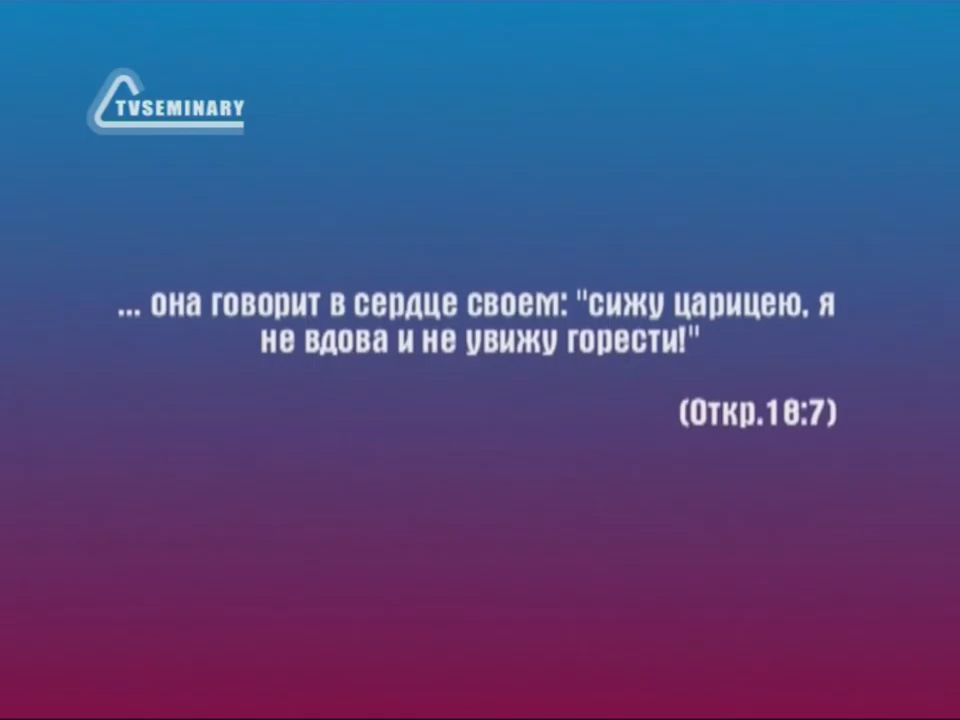 TVSEMINARY
... она говорит в сердце своем: "сижу царицею, я
не вдова и не увижу горести!"
(Откр.18:7)